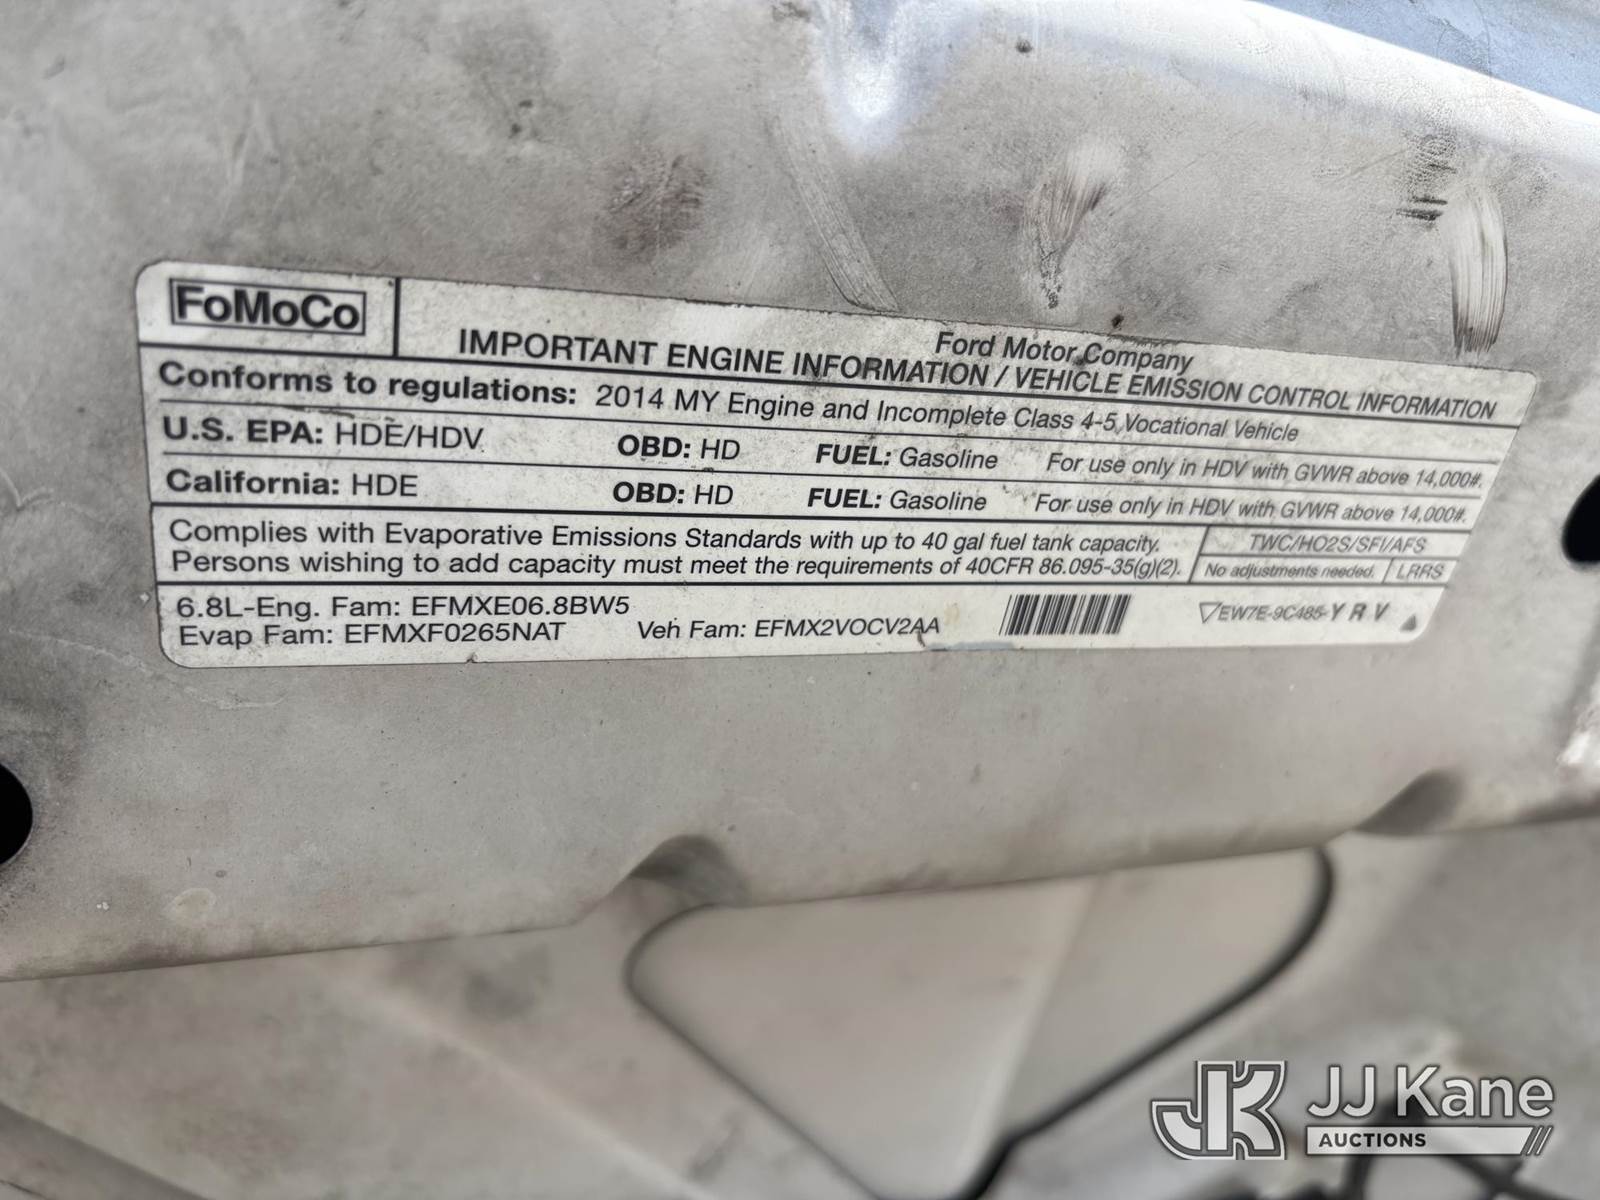 FoMoCo
Ford Motor Company
IMPORTANT ENGINE INFORMATION / VEHICLE EMISSION CONTROL INFORMATION
Conforms to regulations: 2014 MY Engine and Incomplete Class 4-5, Vocational Vehicle
U.S. EPA: HDE/HDV OBD: HD FUEL: Gasoline For use only in HDV with GVWR above 14,000#.
California: HDE OBD: HD FUEL: Gasoline For use only in HDV with GVWR above 14,000#.
Complies with Evaporative Emissions Standards with up to 40 gal fuel tank capacity. TWC/HO2S/SFI/AFS
Persons wishing to add capacity must meet the requirements of 40CFR 86.095-35(g)(2). No adjustments needed. LRRS
6.8L-Eng. Fam: EFMXE06.8BW5
Evap Fam: EFMXF0265NAT Veh Fam: EFMX2VOCV2AA EW7E-9C485-YRV
JK JJ Kane
AUCTIONS